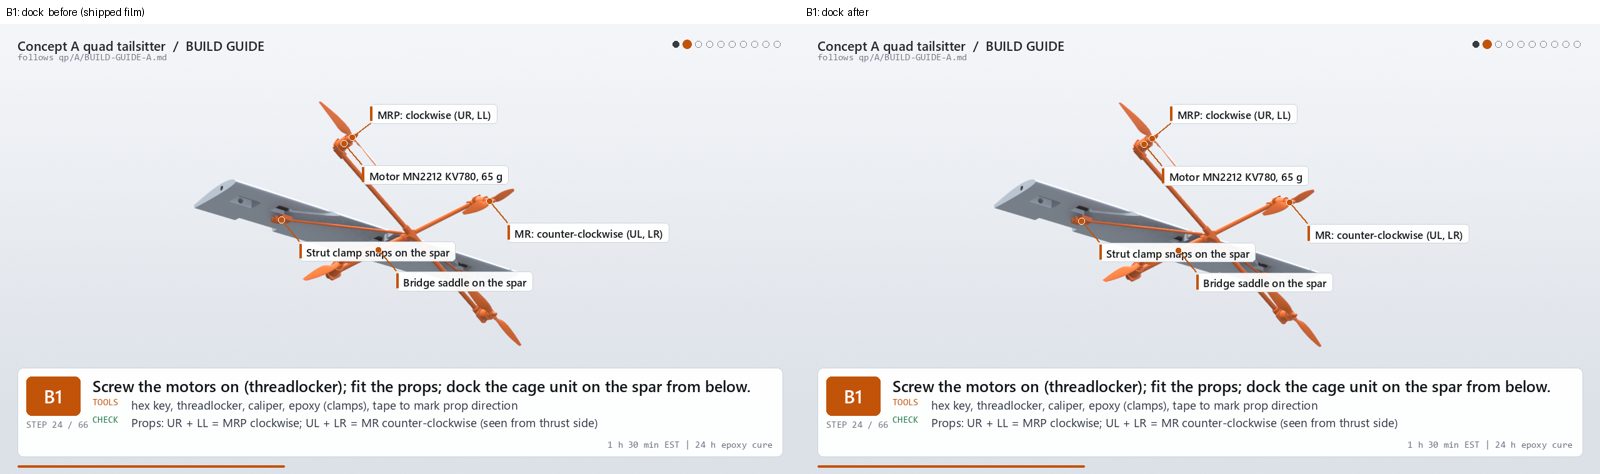 B1: dock before (shipped film)
Concept A quad tailsitter / BUILD GUIDE
follows qp/A/BUILD-GUIDE-A.md
MRP: clockwise (UR, LL)
Motor MN2212 KV780, 65 g
MR: counter-clockwise (UL, LR)
Strut clamp snaps on the spar
Bridge saddle on the spar
B1
STEP 24 / 66
Screw the motors on (threadlocker); fit the props; dock the cage unit on the spar from below.
TOOLS hex key, threadlocker, caliper, epoxy (clamps), tape to mark prop direction
CHECK Props: UR + LL = MRP clockwise; UL + LR = MR counter-clockwise (seen from thrust side)
1 h 30 min EST | 24 h epoxy cure
B1: dock after
Concept A quad tailsitter / BUILD GUIDE
follows qp/A/BUILD-GUIDE-A.md
MRP: clockwise (UR, LL)
Motor MN2212 KV780, 65 g
MR: counter-clockwise (UL, LR)
Strut clamp snaps on the spar
Bridge saddle on the spar
B1
STEP 24 / 66
Screw the motors on (threadlocker); fit the props; dock the cage unit on the spar from below.
TOOLS hex key, threadlocker, caliper, epoxy (clamps), tape to mark prop direction
CHECK Props: UR + LL = MRP clockwise; UL + LR = MR counter-clockwise (seen from thrust side)
1 h 30 min EST | 24 h epoxy cure